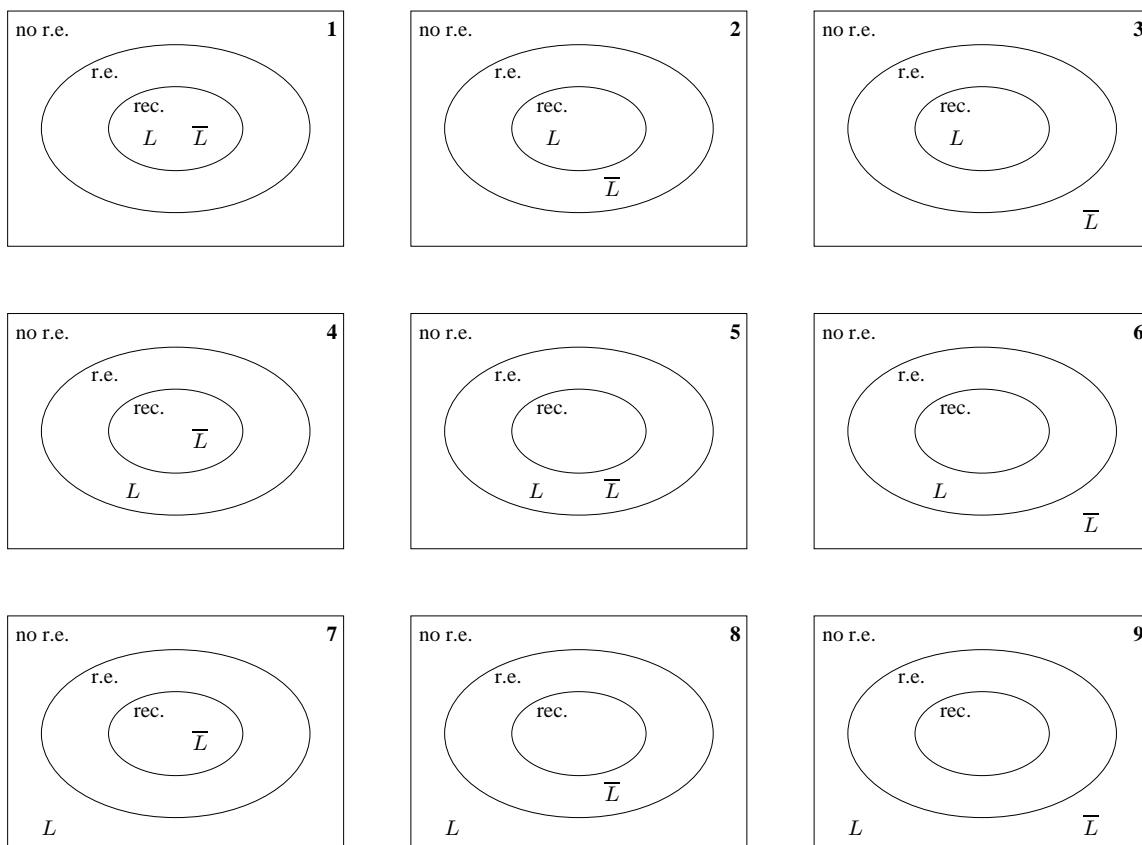 no r.e. 1
r.e.
rec.
L L̅
no r.e. 2
r.e.
rec.
L
L̅
no r.e. 3
r.e.
rec.
L
L̅
no r.e. 4
r.e.
rec.
L̅
L
no r.e. 5
r.e.
rec.
L L̅
no r.e. 6
r.e.
rec.
L
L̅
no r.e. 7
r.e.
rec.
L̅
L
no r.e. 8
r.e.
rec.
L̅
L
no r.e. 9
r.e.
rec.
L L̅